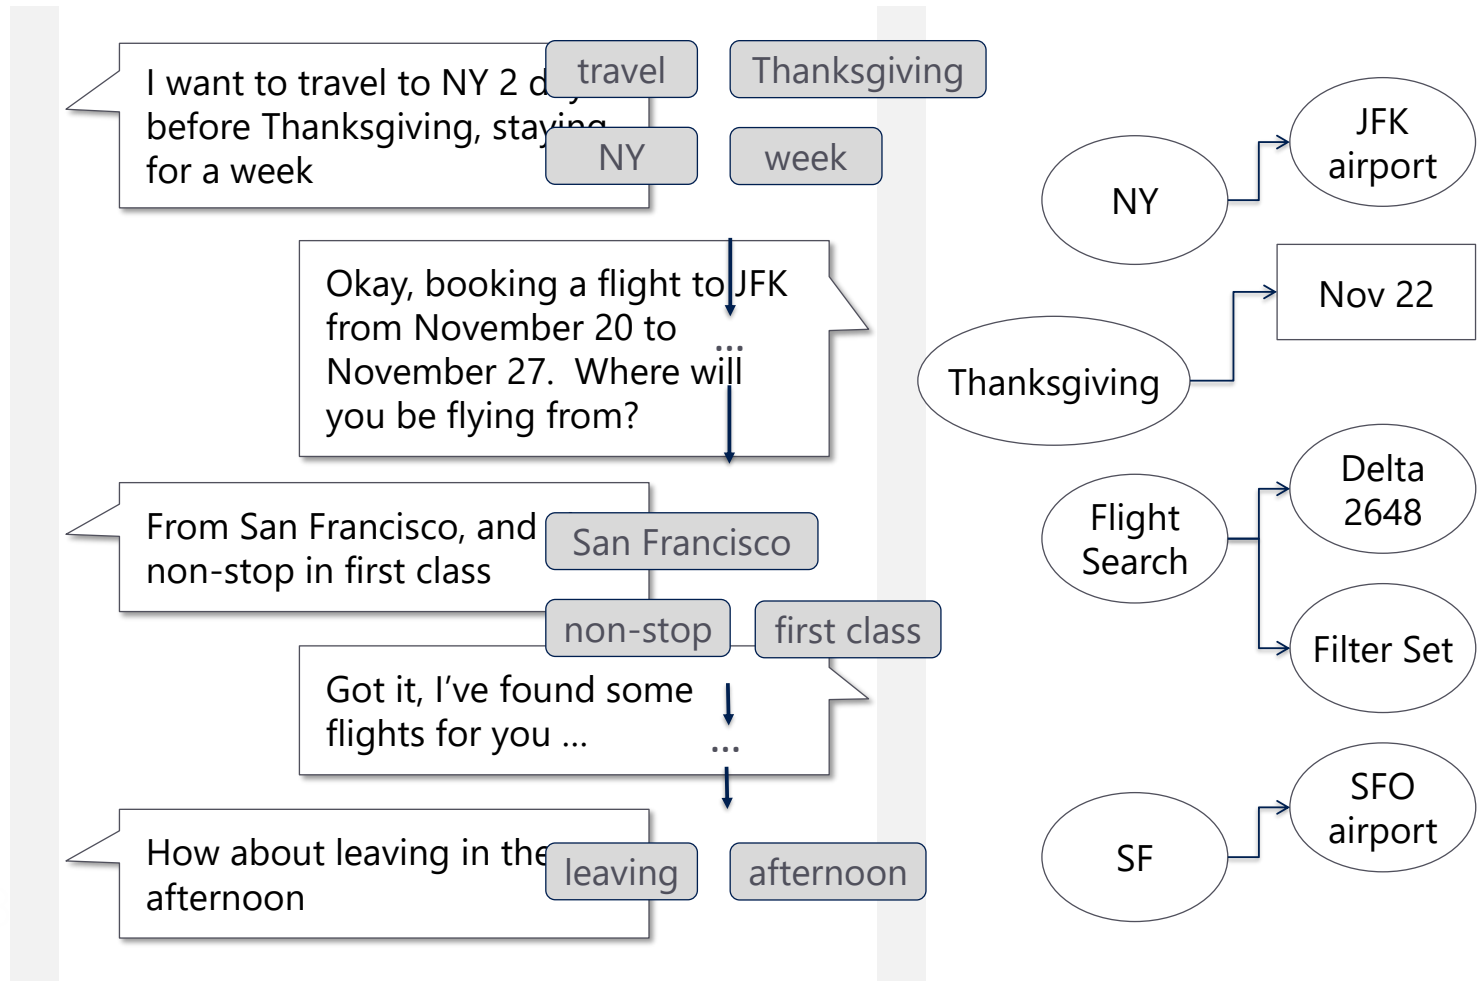 I want to travel to NY 2 d
before Thanksgiving, staying
for a week
travel
Thanksgiving
NY
week
Okay, booking a flight to JFK
from November 20 to
November 27.  Where will
you be flying from?
...
From San Francisco, and
non-stop in first class
San Francisco
non-stop
first class
Got it, I’ve found some
flights for you ...
...
How about leaving in the
afternoon
leaving
afternoon
NY
JFK
airport
Thanksgiving
Nov 22
Flight
Search
Delta
2648
Filter Set
SF
SFO
airport